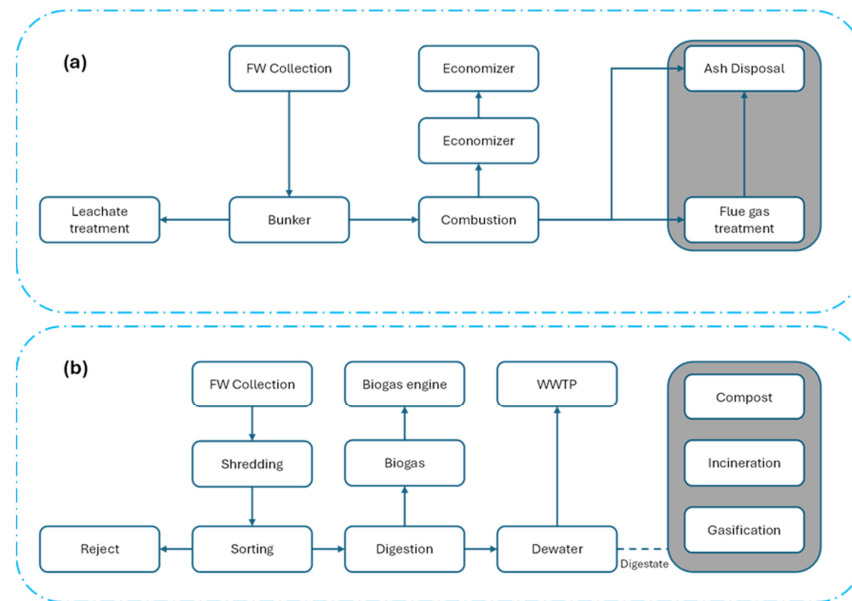 (a)
FW Collection
Economizer
Ash Disposal
Economizer
Leachate
treatment
Bunker
Combustion
Flue gas
treatment
(b)
FW Collection
Biogas engine
WWTP
Compost
Shredding
Biogas
Incineration
Reject
Sorting
Digestion
Dewater
Gasification
Digestate